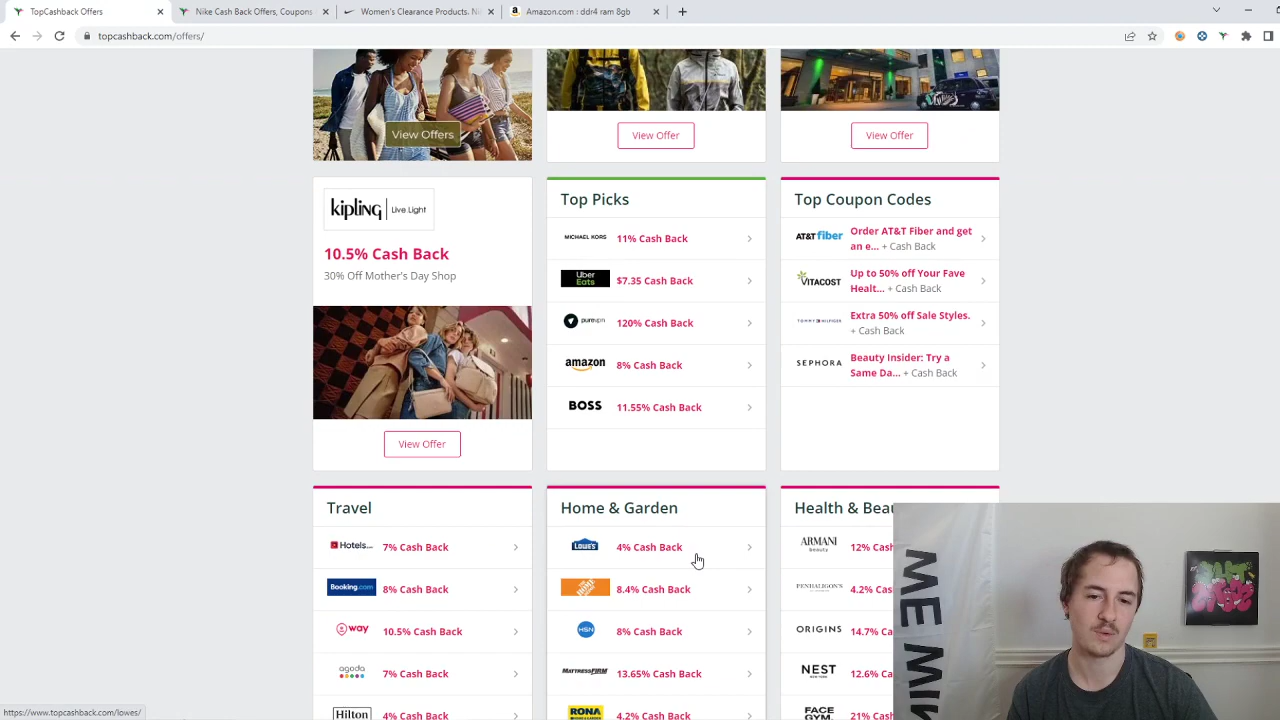 TopCashback Offers
Nike Cash Back Offers, Coupons
Women's Clearance Products. Ni
Amazon.com : ddr4 ram 8gb
topcashback.com/offers/
View Offers
View Offer
View Offer
kipling Live.Light
10.5% Cash Back
30% Off Mother's Day Shop
View Offer
Top Picks
MICHAEL KORS 11% Cash Back
Uber Eats $7.35 Cash Back
purevpn 120% Cash Back
amazon 8% Cash Back
BOSS 11.55% Cash Back
Top Coupon Codes
AT&T fiber Order AT&T Fiber and get
an e... + Cash Back
VITACOST Up to 50% off Your Fave
Healt... + Cash Back
TOMMY HILFIGER Extra 50% off Sale Styles.
+ Cash Back
SEPHORA Beauty Insider: Try a
Same Da... + Cash Back
Travel
Hotels.com 7% Cash Back
Booking.com 8% Cash Back
way 10.5% Cash Back
agoda 7% Cash Back
Hilton 4% Cash Back
Home & Garden
LOWE'S 4% Cash Back
8.4% Cash Back
HSN 8% Cash Back
MATTRESSFIRM 13.65% Cash Back
RONA 4.2% Cash Back
Health & Beau
ARMANI beauty 12% Cash
PENHALIGON'S 4.2% Ca
ORIGINS 14.7% Ca
NEST 12.6% Ca
FACE GYM 21% Cas
ME MI
https://www.topcashback.com/lowes/